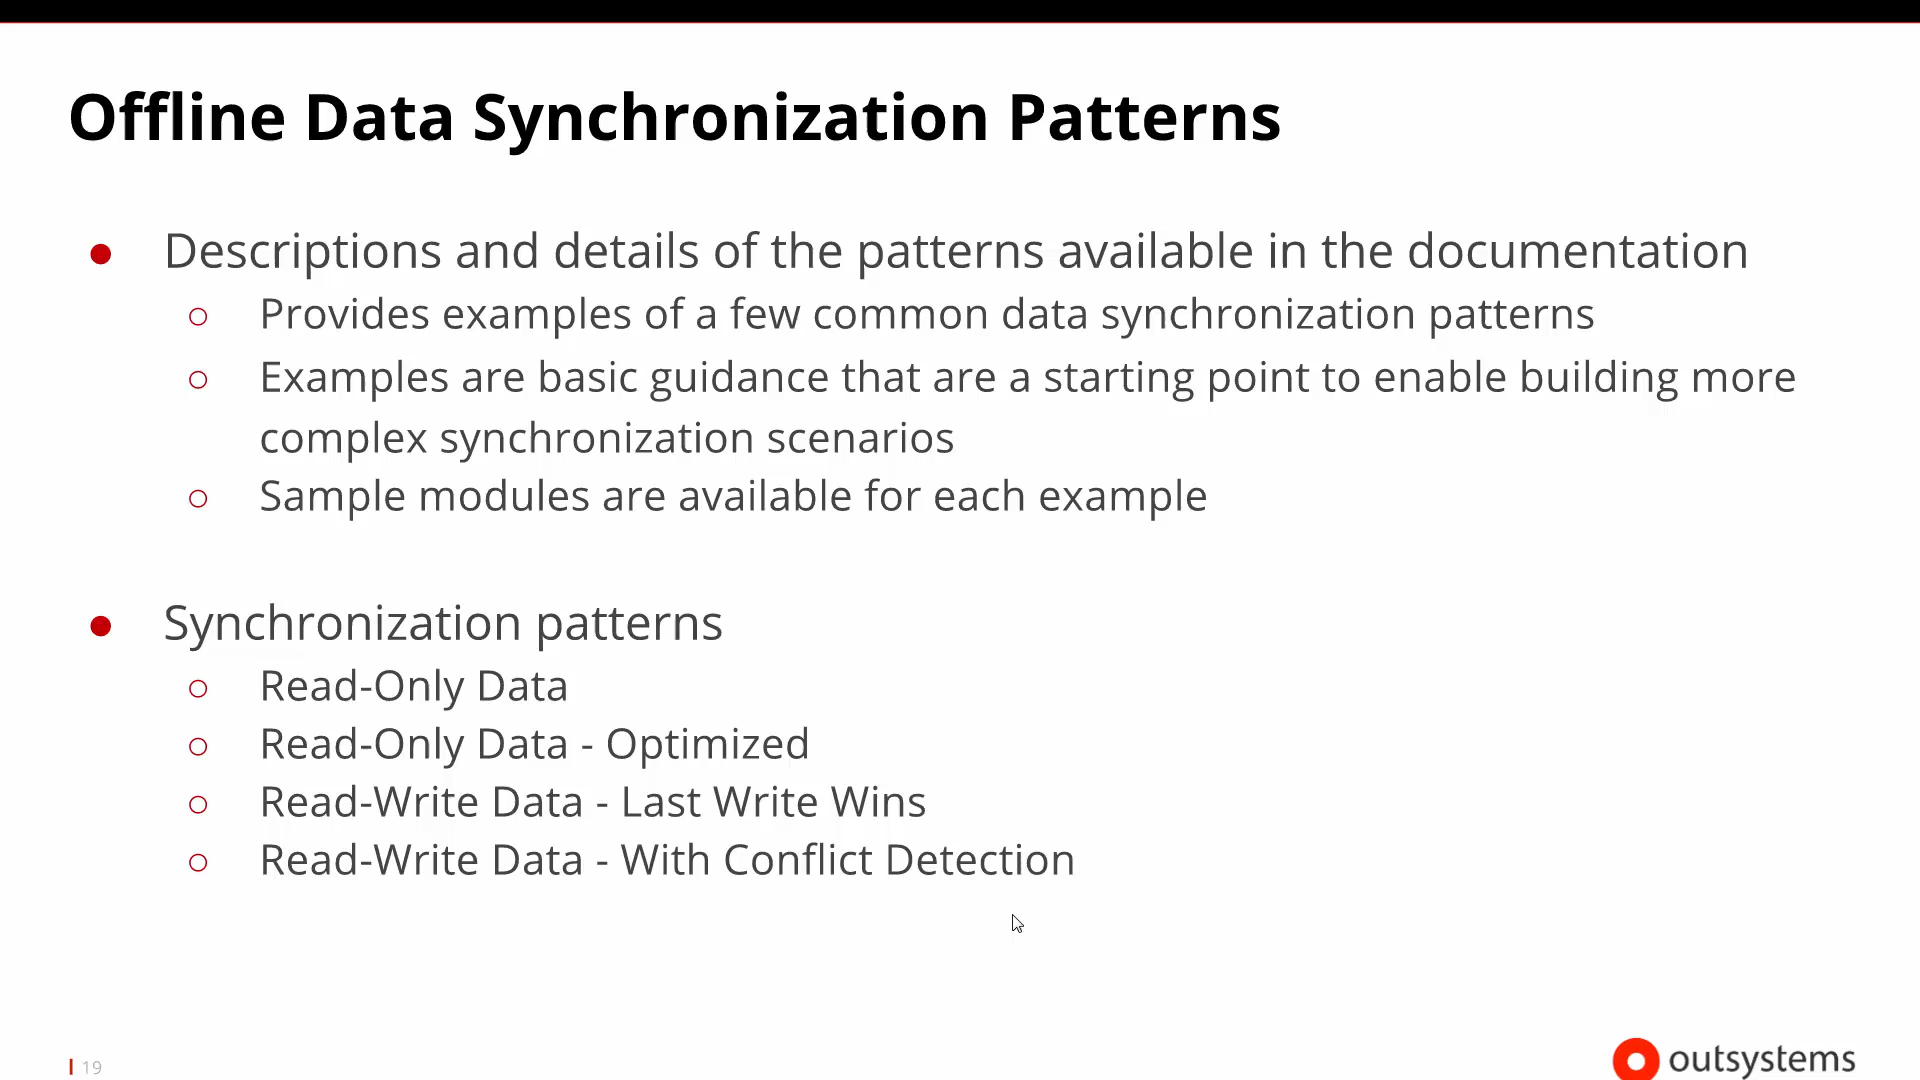 Offline Data Synchronization Patterns
● Descriptions and details of the patterns available in the documentation
○ Provides examples of a few common data synchronization patterns
○ Examples are basic guidance that are a starting point to enable building more
complex synchronization scenarios
○ Sample modules are available for each example
● Synchronization patterns
○ Read-Only Data
○ Read-Only Data - Optimized
○ Read-Write Data - Last Write Wins
○ Read-Write Data - With Conflict Detection
19
outsystems